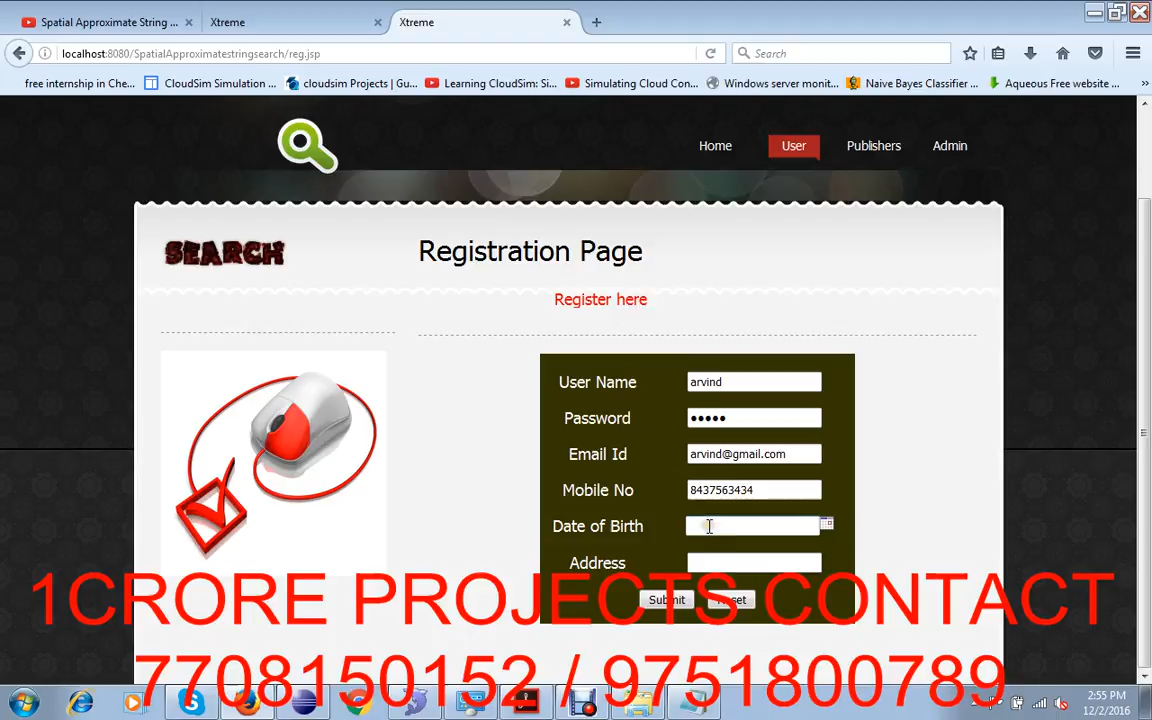 Spatial Approximate String ...
Xtreme
Xtreme
localhost:8080/SpatialApproximatestringsearch/reg.jsp
Search
free internship in Che...
CloudSim Simulation ...
cloudsim Projects | Gu...
Learning CloudSim: Si...
Simulating Cloud Con...
Windows server monit...
Naive Bayes Classifier ...
Aqueous Free website ...
Home
User
Publishers
Admin
SEARCH
Registration Page
Register here
User Name
arvind
Password
Email Id
arvind@gmail.com
Mobile No
8437563434
Date of Birth
Address
Submit
Reset
1CRORE PROJECTS CONTACT
7708150152 / 9751800789
2:55 PM
12/2/2016